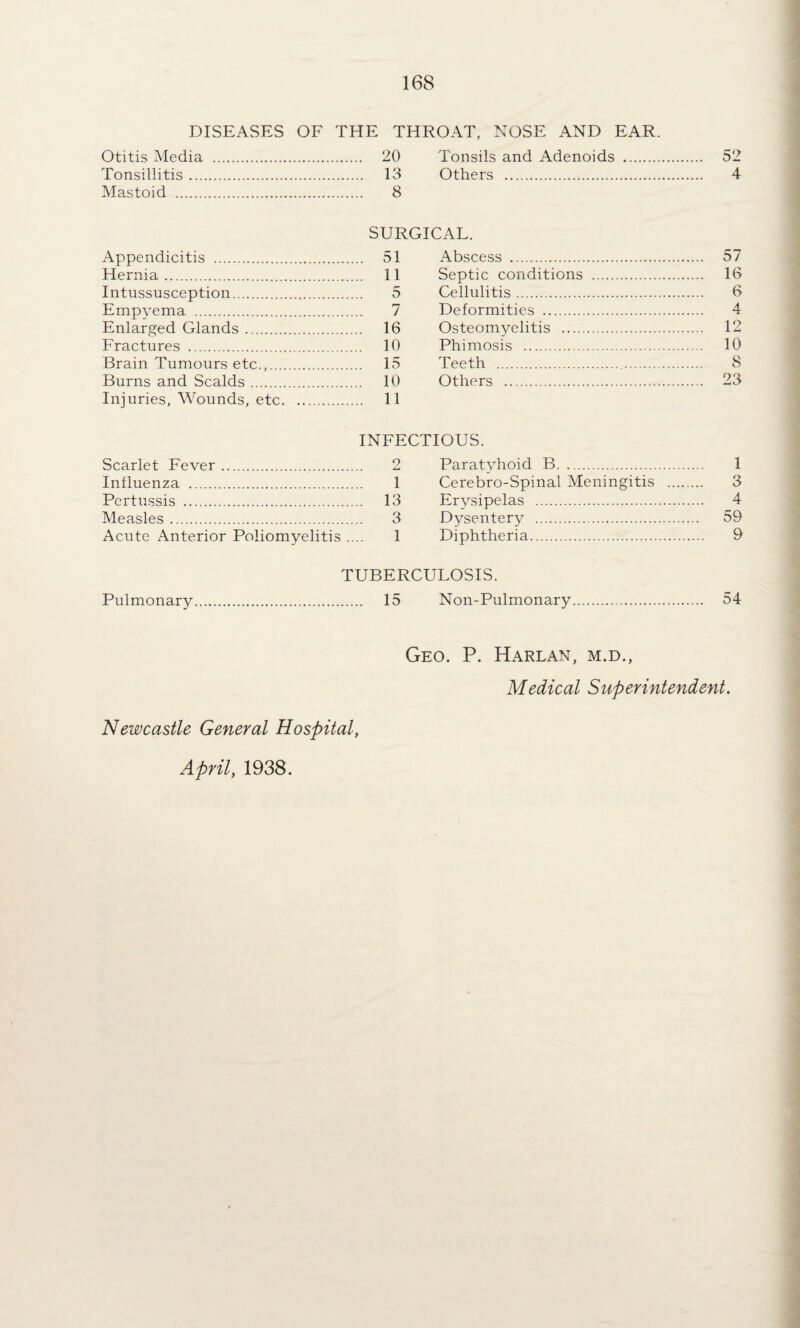 168
DISEASES OF THE THROAT, NOSE AND EAR.
Otitis Media .......... 20 Tonsils and Adenoids .......... 52
Tonsillitis .......... 13 Others .......... 4
Mastoid .......... 8
SURGICAL.
Appendicitis .......... 51 Abscess .......... 57
Hernia .......... 11 Septic conditions .......... 16
Intussusception .......... 5 Cellulitis .......... 6
Empyema .......... 7 Deformities .......... 4
Enlarged Glands .......... 16 Osteomyelitis .......... 12
Fractures .......... 10 Phimosis .......... 10
Brain Tumours etc., .......... 15 Teeth .......... 8
Burns and Scalds .......... 10 Others .......... 23
Injuries, Wounds, etc. .......... 11
INFECTIOUS.
Scarlet Fever .......... 2 Paratyhoid B. .......... 1
Influenza .......... 1 Cerebro-Spinal Meningitis .......... 3
Pertussis .......... 13 Erysipelas .......... 4
Measles .......... 3 Dysentery .......... 59
Acute Anterior Poliomyelitis .... 1 Diphtheria .......... 9
TUBERCULOSIS.
Pulmonary .......... 15 Non-Pulmonary .......... 54
GEO. P. HARLAN, M.D.,
Medical Superintendent.
Newcastle General Hospital,
April, 1938.